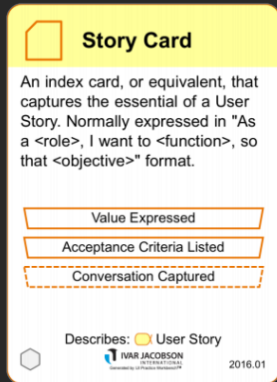 Story Card
An index card, or equivalent, that
captures the essential of a User
Story. Normally expressed in "As
a <role>, I want to <function>, so
that <objective>" format.
Value Expressed
Acceptance Criteria Listed
Conversation Captured
Describes: User Story
IVAR JACOBSON
INTERNATIONAL
2016.01